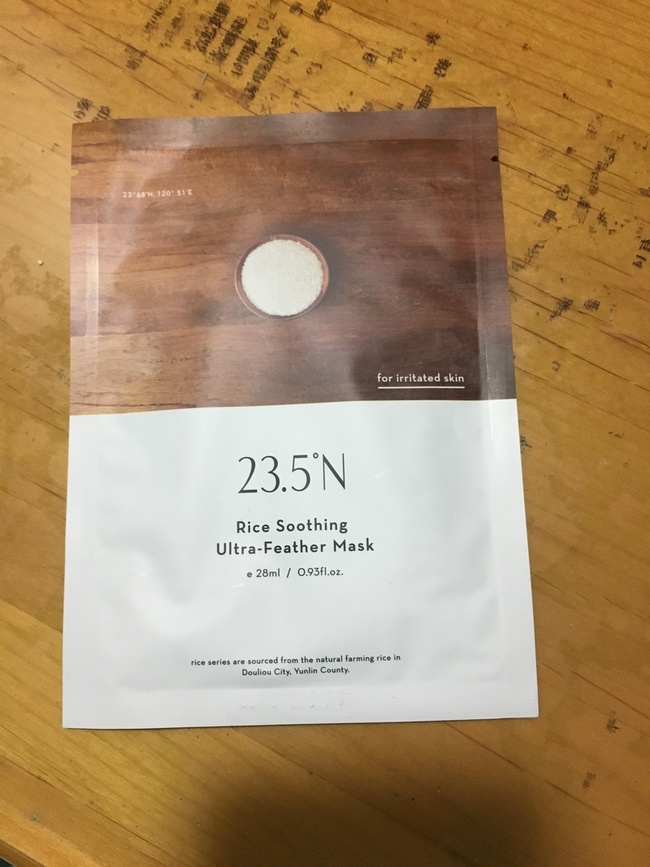 23°68'N, 120° 51'E
for irritated skin
23.5°N
Rice Soothing
Ultra-Feather Mask
e 28ml / 0.93fl.oz.
rice series are sourced from the natural farming rice in
Douliou City, Yunlin County.